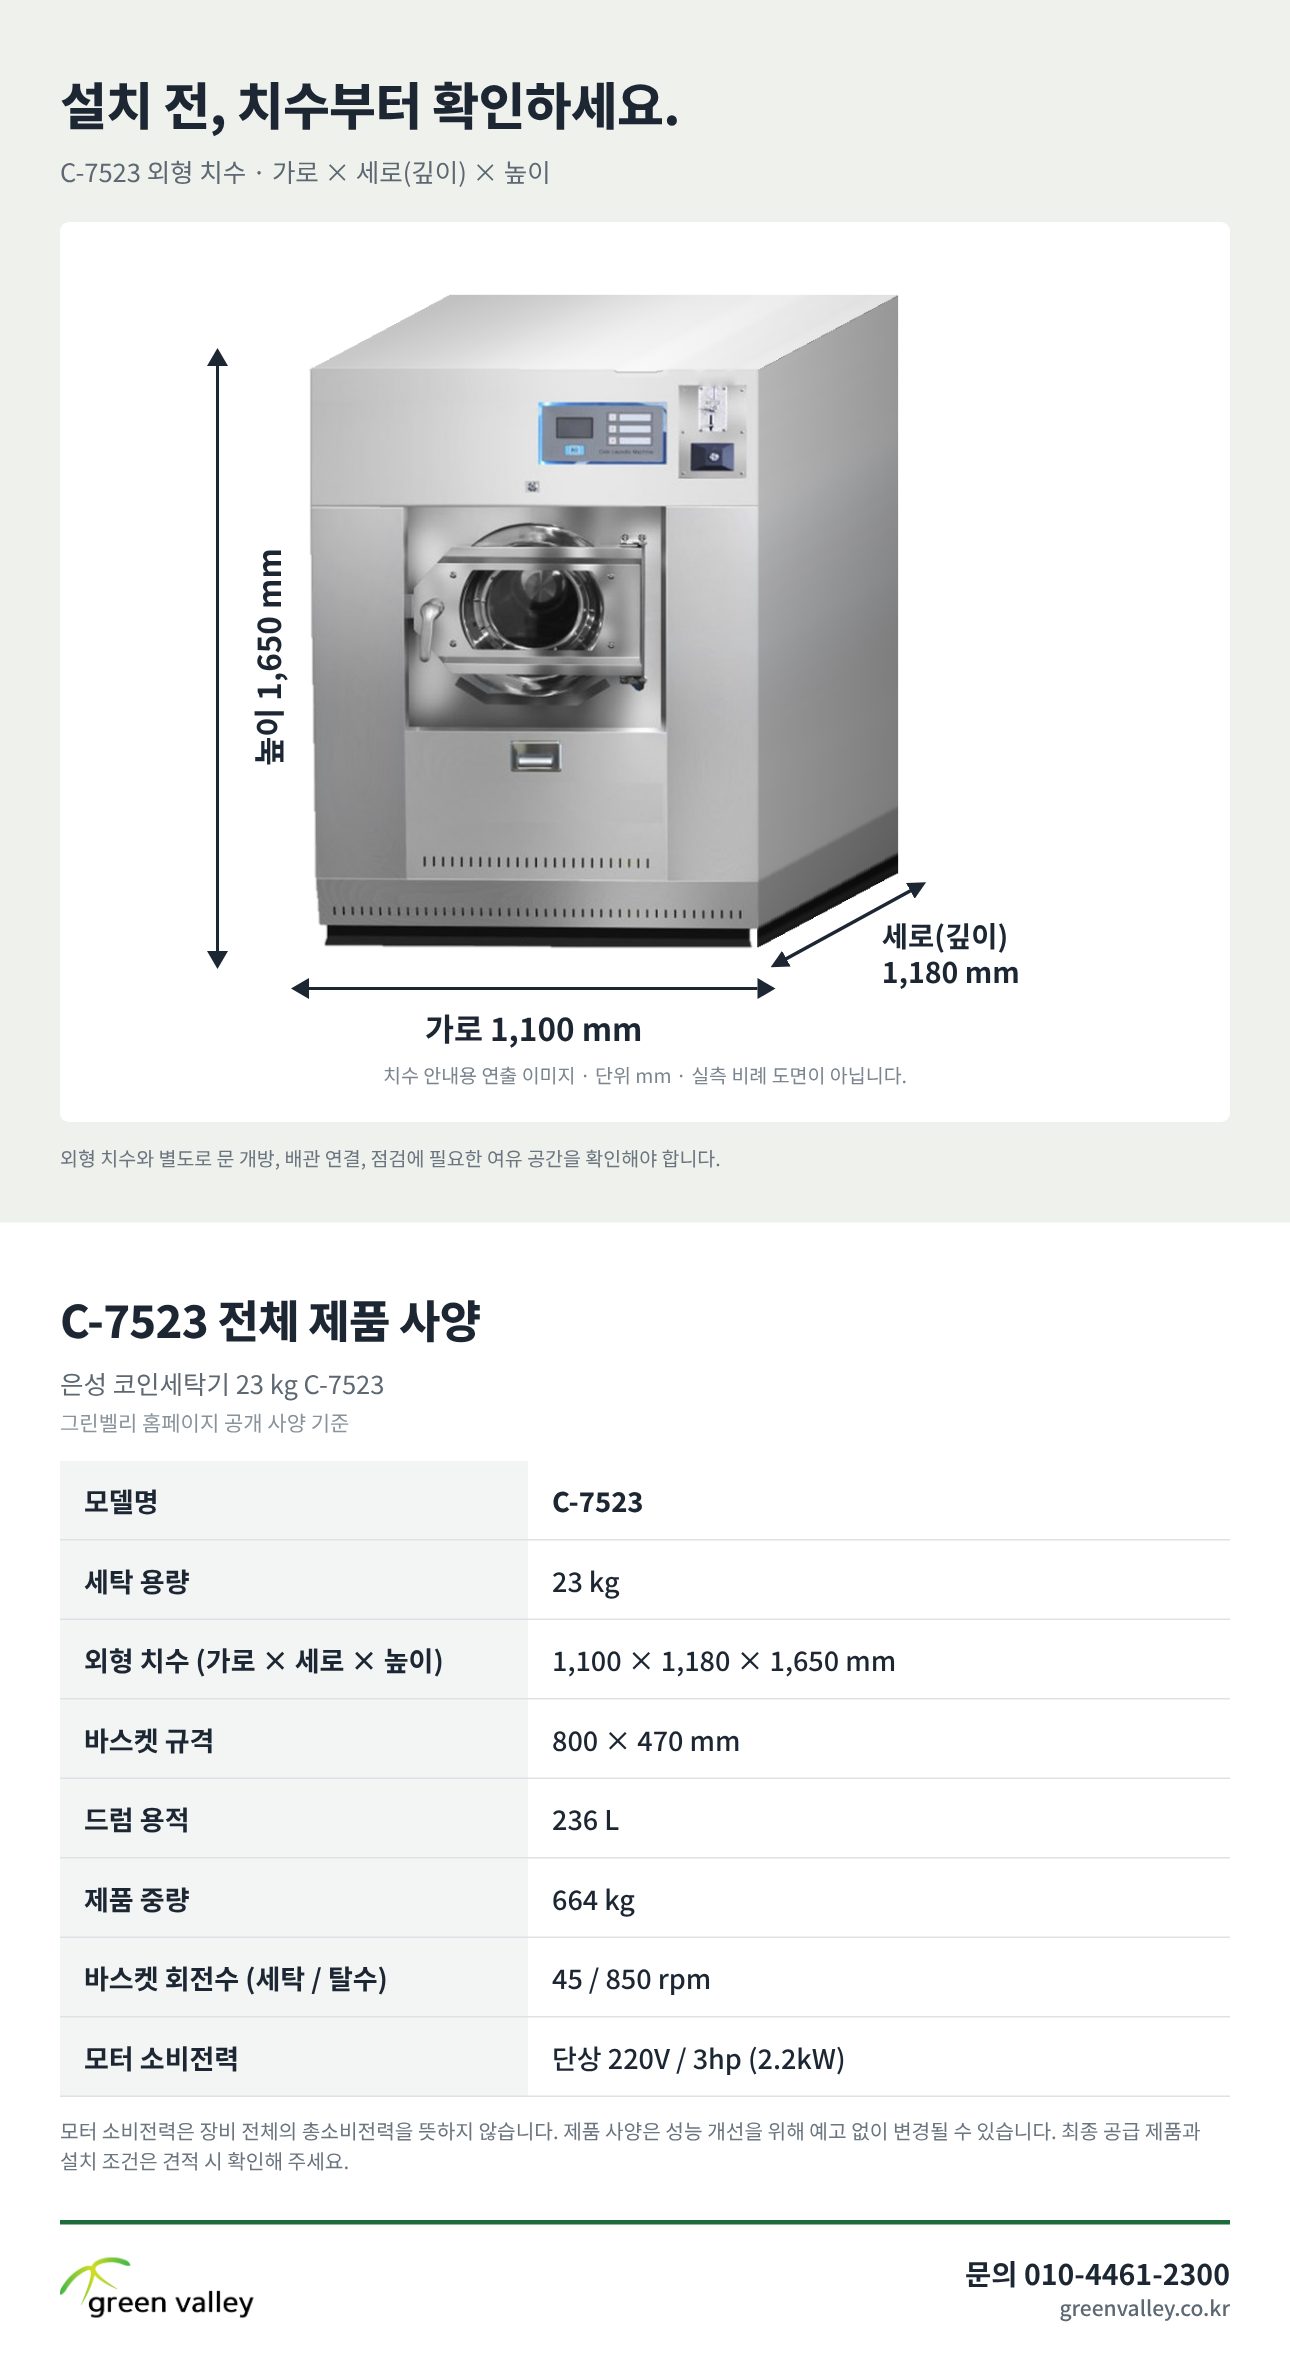 설치 전, 치수부터 확인하세요.
C-7523 외형 치수 · 가로 × 세로(깊이) × 높이
높이 1,650 mm
세로(깊이)
1,180 mm
가로 1,100 mm
치수 안내용 연출 이미지 · 단위 mm · 실측 비례 도면이 아닙니다.
외형 치수와 별도로 문 개방, 배관 연결, 점검에 필요한 여유 공간을 확인해야 합니다.
C-7523 전체 제품 사양
은성 코인세탁기 23 kg C-7523
그린벨리 홈페이지 공개 사양 기준
모델명 C-7523
세탁 용량 23 kg
외형 치수 (가로 × 세로 × 높이) 1,100 × 1,180 × 1,650 mm
바스켓 규격 800 × 470 mm
드럼 용적 236 L
제품 중량 664 kg
바스켓 회전수 (세탁 / 탈수) 45 / 850 rpm
모터 소비전력 단상 220V / 3hp (2.2kW)
모터 소비전력은 장비 전체의 총소비전력을 뜻하지 않습니다. 제품 사양은 성능 개선을 위해 예고 없이 변경될 수 있습니다. 최종 공급 제품과
설치 조건은 견적 시 확인해 주세요.
green valley
문의 010-4461-2300
greenvalley.co.kr